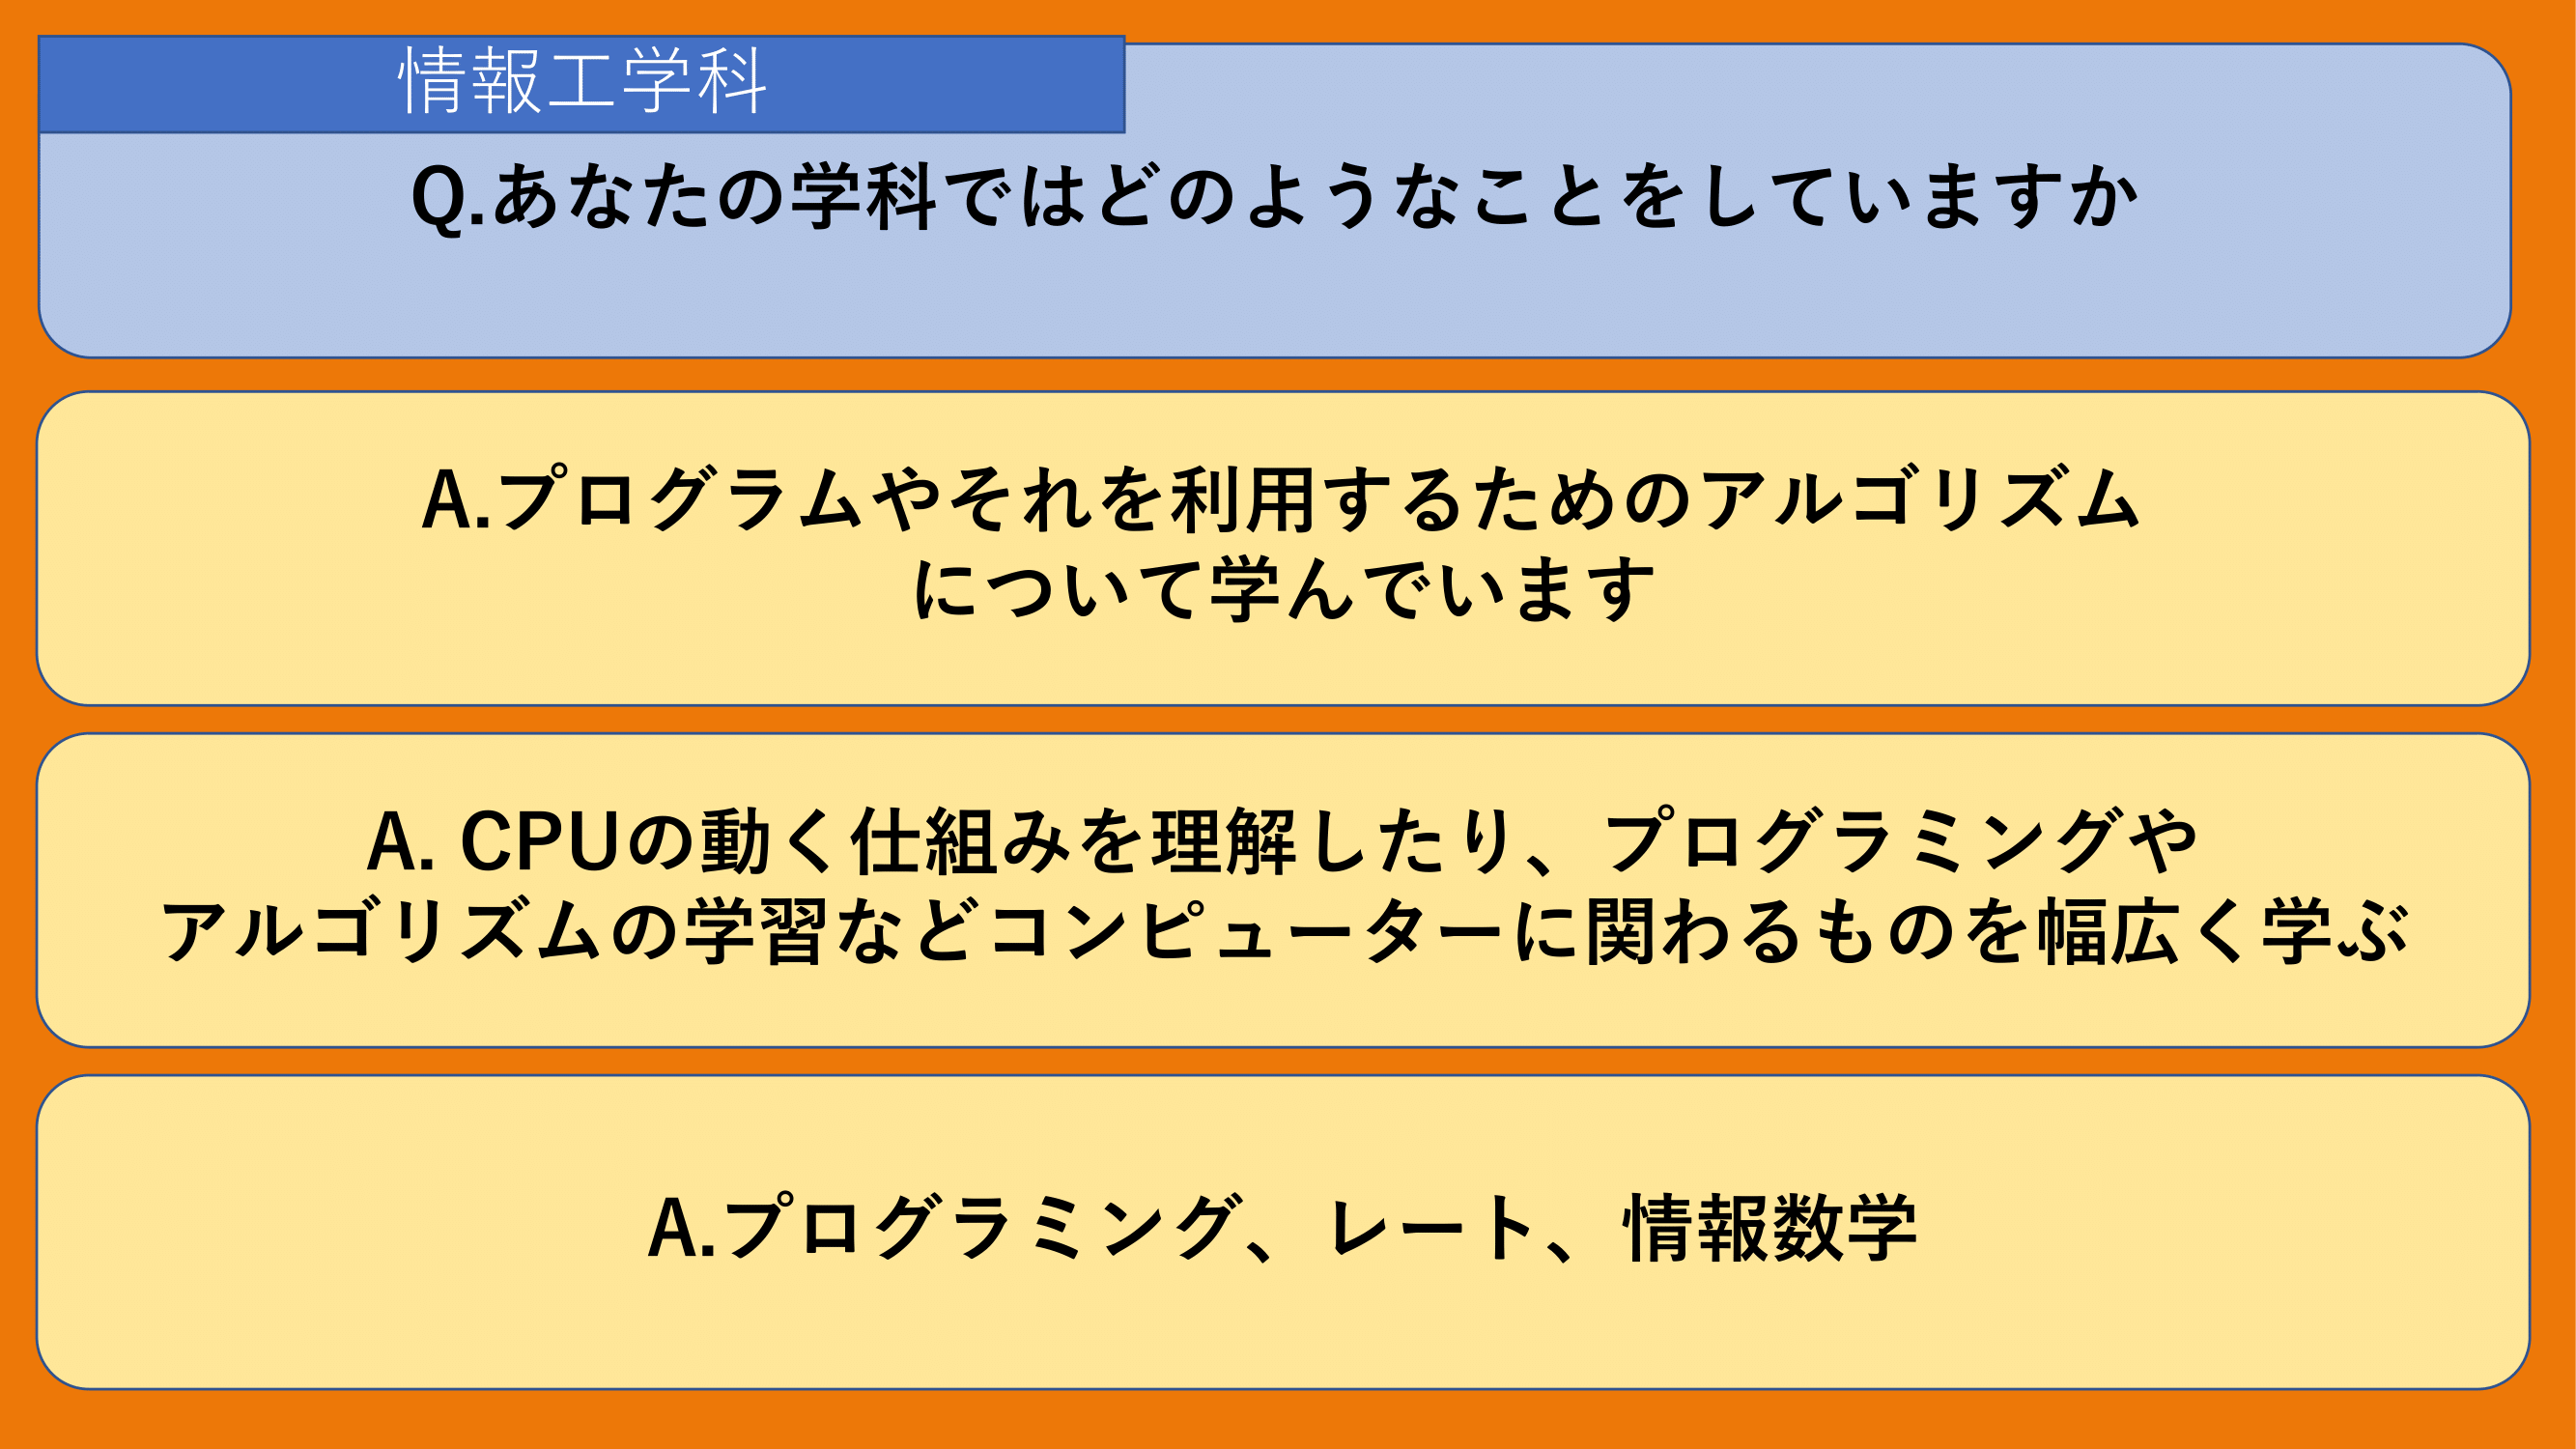 情報工学科
Q.あなたの学科ではどのようなことをしていますか
A.プログラムやそれを利用するためのアルゴリズム
について学んでいます
A. CPUの動く仕組みを理解したり、プログラミングや
アルゴリズムの学習などコンピューターに関わるものを幅広く学ぶ
A.プログラミング、レート、情報数学